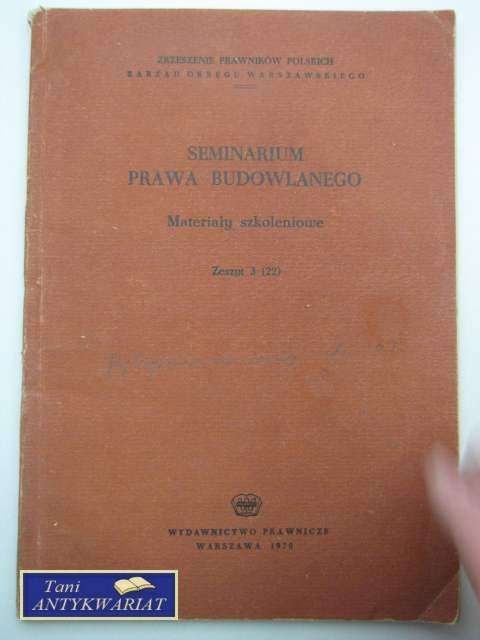 ZRZESZENIE PRAWNIKÓW POLSKICH
ZARZĄD OKRĘGU WARSZAWSKIEGO
SEMINARIUM
PRAWA BUDOWLANEGO
Materiały szkoleniowe
Zeszyt 3 (22)
WYDAWNICTWO PRAWNICZE
WARSZAWA 1970
Tani
ANTYKWARIAT